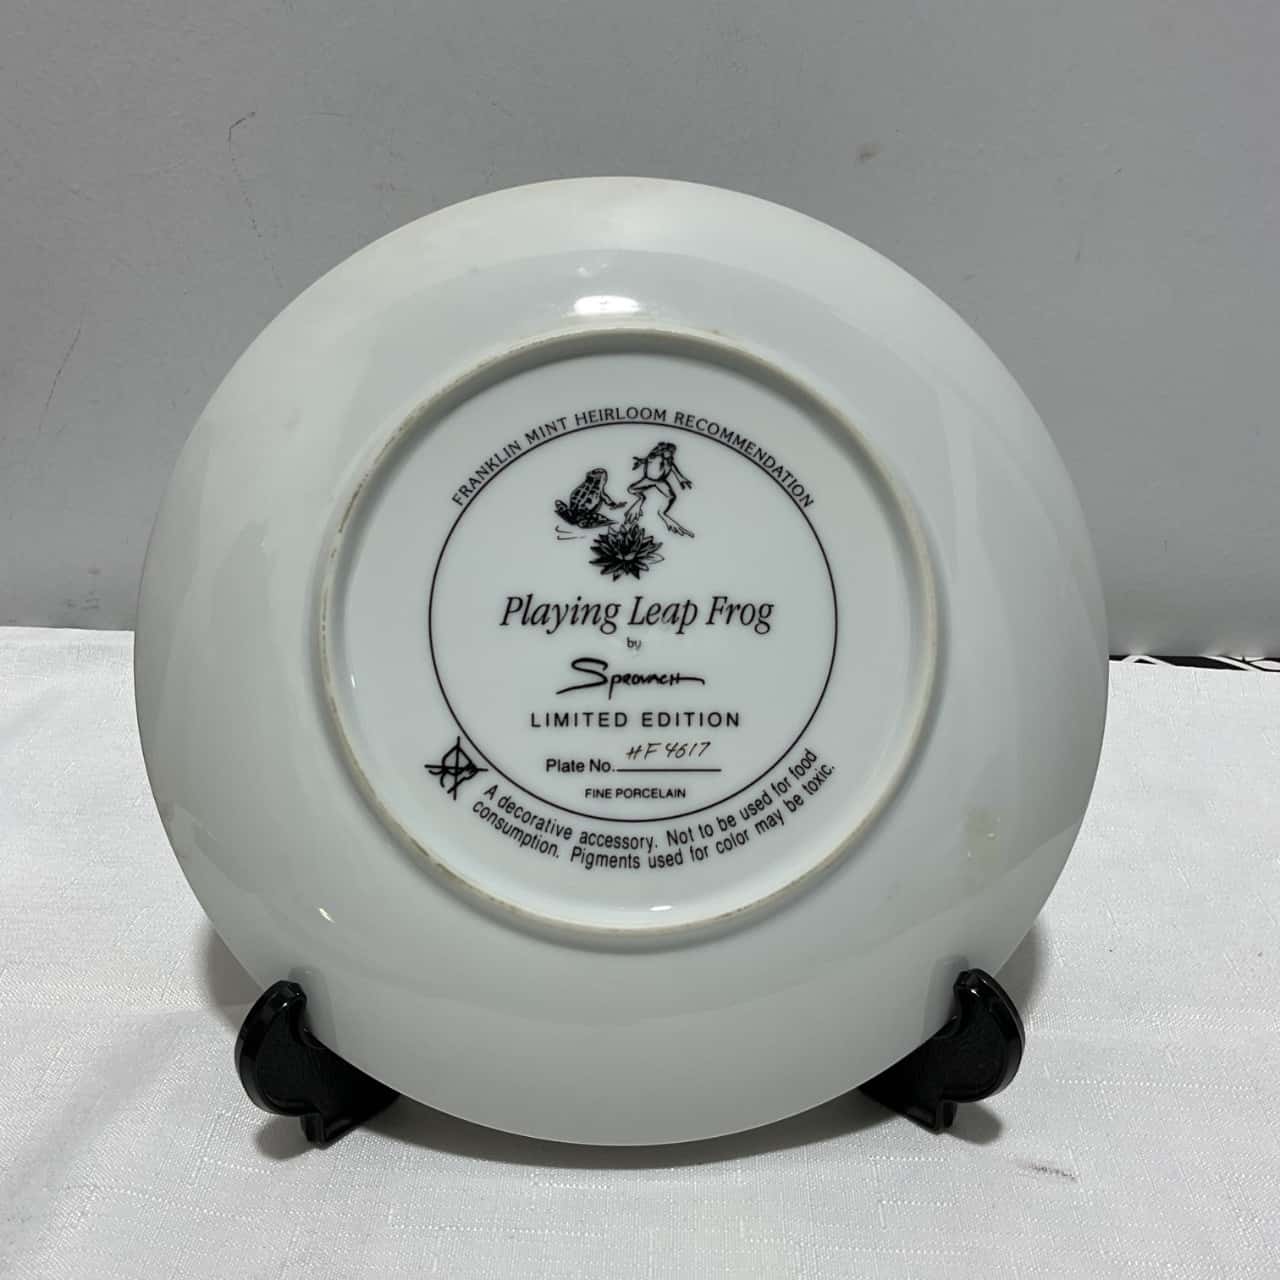 FRANKLIN MINT HEIRLOOM RECOMMENDATION
Playing Leap Frog
by
Sprovach
LIMITED EDITION
Plate No. HF4617
FINE PORCELAIN
A decorative accessory. Not to be used for food
consumption. Pigments used for color may be toxic.